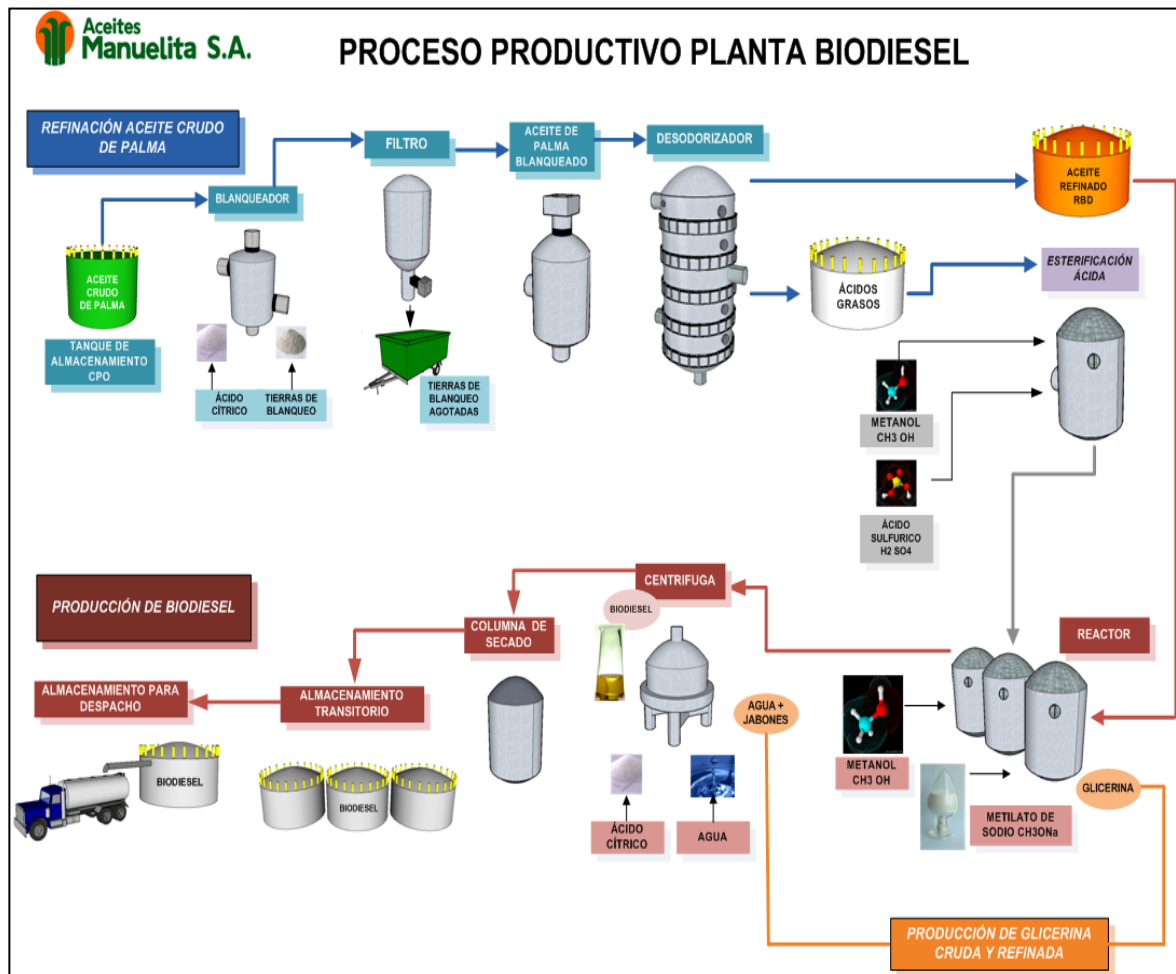 Aceites
Manuelita S.A.
PROCESO PRODUCTIVO PLANTA BIODIESEL
REFINACIÓN ACEITE CRUDO
DE PALMA
BLANQUEADOR
FILTRO
ACEITE DE
PALMA
BLANQUEADO
DESODORIZADOR
ACEITE
REFINADO
RBD
ACEITE
CRUDO
DE PALMA
TANQUE DE
ALMACENAMIENTO
CPO
ÁCIDO
CÍTRICO
TIERRAS DE
BLANQUEO
TIERRAS DE
BLANQUEO
AGOTADAS
ÁCIDOS
GRASOS
ESTERIFICACIÓN
ÁCIDA
METANOL
CH3 OH
ÁCIDO
SULFURICO
H2 SO4
PRODUCCIÓN DE BIODIESEL
CENTRIFUGA
BIODIESEL
COLUMNA DE
SECADO
REACTOR
ALMACENAMIENTO PARA
DESPACHO
ALMACENAMIENTO
TRANSITORIO
AGUA +
JABONES
BIODIESEL
BIODIESEL
METANOL
CH3 OH
GLICERINA
ÁCIDO
CÍTRICO
AGUA
METILATO DE
SODIO CH3ONa
PRODUCCIÓN DE GLICERINA
CRUDA Y REFINADA